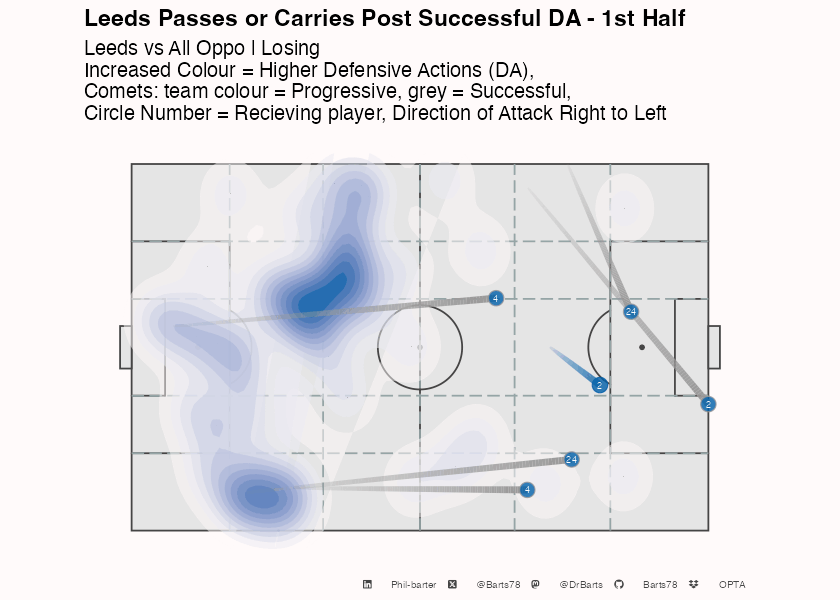 Leeds Passes or Carries Post Successful DA - 1st Half
Leeds vs All Oppo | Losing
Increased Colour = Higher Defensive Actions (DA),
Comets: team colour = Progressive, grey = Successful,
Circle Number = Recieving player, Direction of Attack Right to Left
4
24
2
2
24
4
Phil-barter @Barts78 @DrBarts Barts78 OPTA